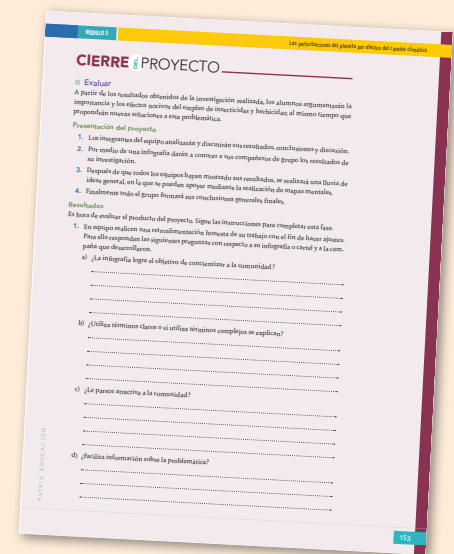 MÓDULO 3
Las perturbaciones del planeta por efectos del cambio climático
CIERRE DEL PROYECTO
Evaluar
A partir de los resultados obtenidos de la investigación realizada, los alumnos argumentarán la
importancia y los efectos nocivos del empleo de insecticidas y herbicidas; al mismo tiempo que
propondrán nuevas soluciones a esta problemática.
Presentación del proyecto
1. Los integrantes del equipo analizarán y discutirán sus resultados, conclusiones y discusión.
2. Por medio de una infografía darán a conocer a sus compañeros de grupo los resultados de
su investigación.
3. Después de que todos los equipos hayan mostrado sus resultados, se realizará una lluvia de
ideas general, en la que se pueden apoyar mediante la realización de mapas mentales.
4. Finalmente todo el grupo formará sus conclusiones generales finales.
Resultados
Es hora de evaluar el producto del proyecto. Sigue las instrucciones para completar esta fase.
1. En equipo realicen una retroalimentación honesta de su trabajo con el fin de hacer ajustes.
Para ello respondan las siguientes preguntas con respecto a su infografía o cartel y a la cam-
paña que desarrollaron.
a) ¿La infografía logra el objetivo de concientizar a la comunidad?
b) ¿Utiliza términos claros o si utiliza términos complejos se explican?
c) ¿Le parece atractiva a la comunidad?
d) ¿Facilita información sobre la problemática?
PATRIA EDUCACIÓN
153